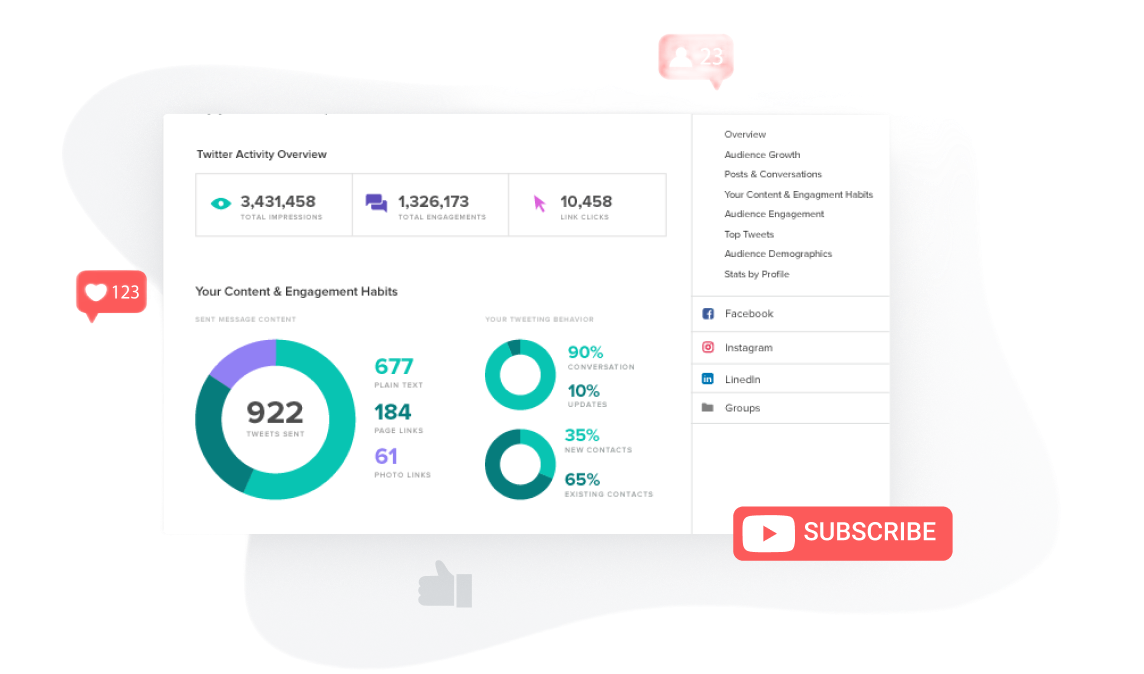 23
Twitter Activity Overview
3,431,458
TOTAL IMPRESSIONS
1,326,173
TOTAL ENGAGEMENTS
10,458
LINK CLICKS
123
Your Content & Engagement Habits
SENT MESSAGE CONTENT
922
TWEETS SENT
677
PLAIN TEXT
184
PAGE LINKS
61
PHOTO LINKS
YOUR TWEETING BEHAVIOR
90%
CONVERSATION
10%
UPDATES
35%
NEW CONTACTS
65%
EXISTING CONTACTS
Overview
Audience Growth
Posts & Conversations
Your Content & Engagment Habits
Audience Engagement
Top Tweets
Audience Demographics
Stats by Profile
Facebook
Instagram
in
LinedIn
Groups
SUBSCRIBE